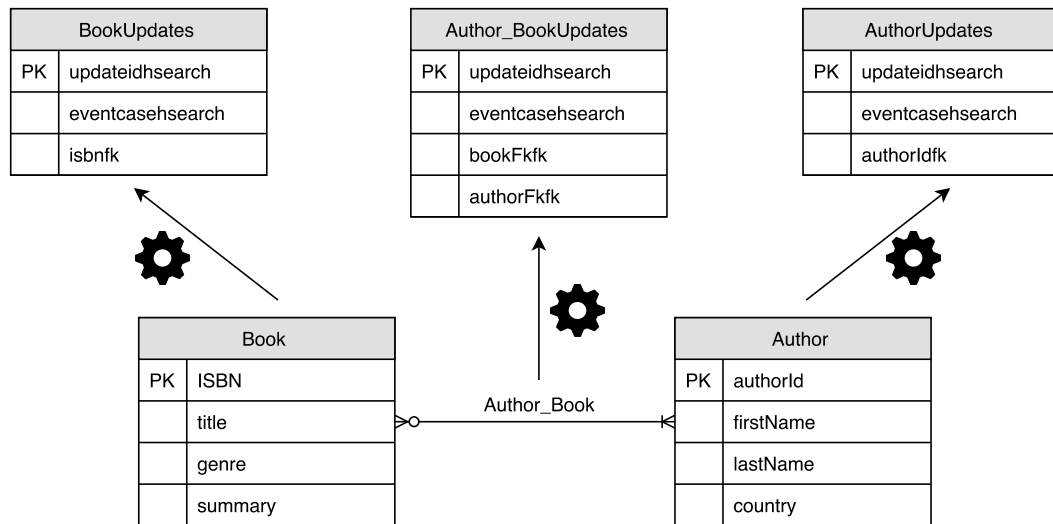 BookUpdates
PK updateidhsearch
eventcasehsearch
isbnfk
Author_BookUpdates
PK updateidhsearch
eventcasehsearch
bookFkfk
authorFkfk
AuthorUpdates
PK updateidhsearch
eventcasehsearch
authorIdfk
Book
PK ISBN
title
genre
summary
Author_Book
Author
PK authorId
firstName
lastName
country